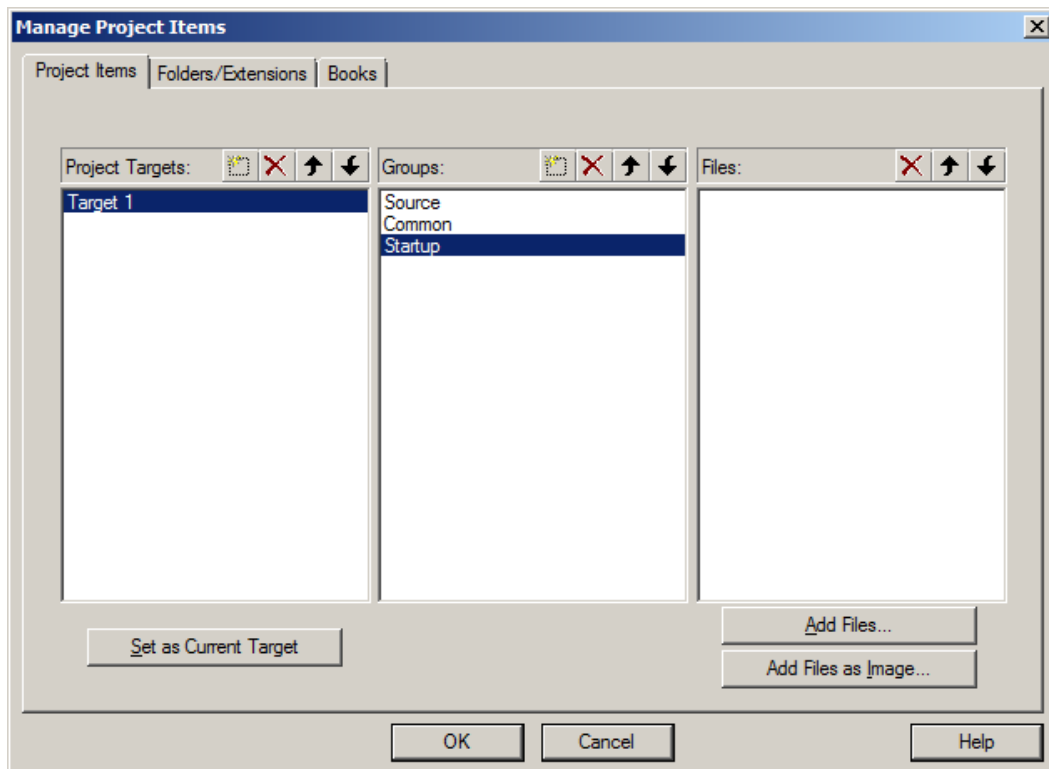 Manage Project Items
Project Items Folders/Extensions Books
Project Targets: Groups: Files:
Target 1 Source
Common
Startup
Add Files...
Set as Current Target
Add Files as Image...
OK Cancel Help